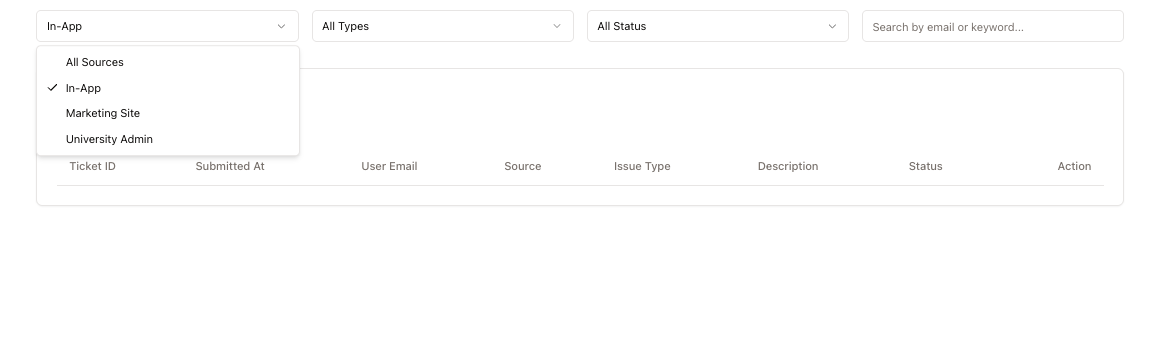 In-App All Types All Status Search by email or keyword...
All Sources
In-App
Marketing Site
University Admin
Ticket ID Submitted At User Email Source Issue Type Description Status Action